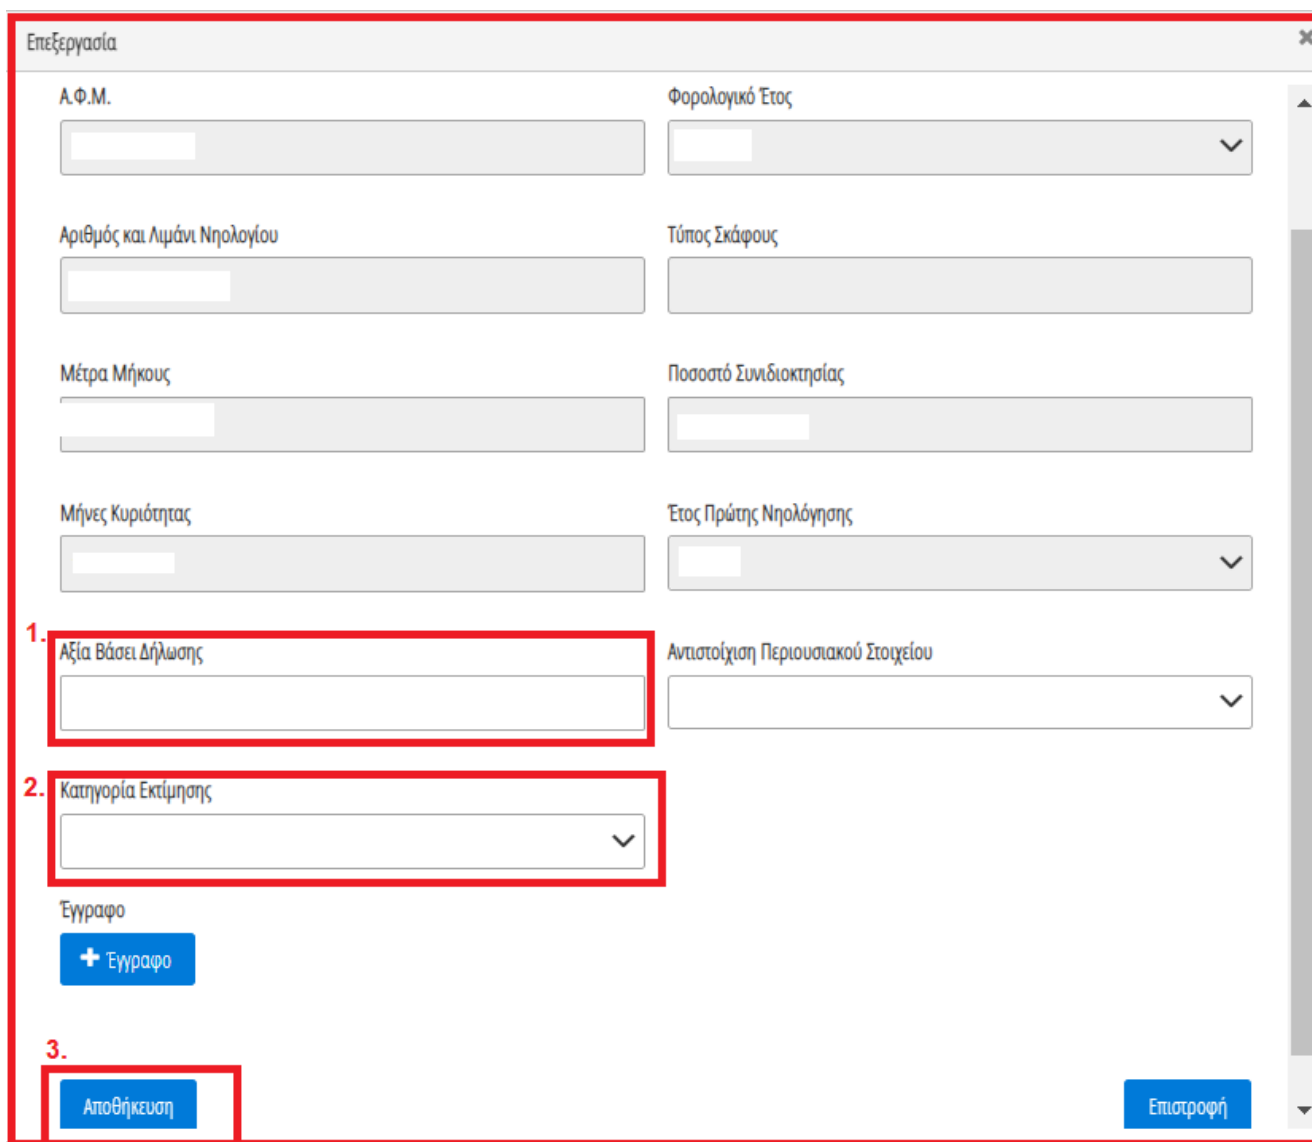 Επεξεργασία
Α.Φ.Μ. Φορολογικό Έτος
Αριθμός και Λιμάνι Νηολογίου Τύπος Σκάφους
Μέτρα Μήκους Ποσοστό Συνιδιοκτησίας
Μήνες Κυριότητας Έτος Πρώτης Νηολόγησης
1.
Αξία Βάσει Δήλωσης Αντιστοίχιση Περιουσιακού Στοιχείου
2. Κατηγορία Εκτίμησης
Έγγραφο
Έγγραφο
3.
Αποθήκευση Επιστροφή